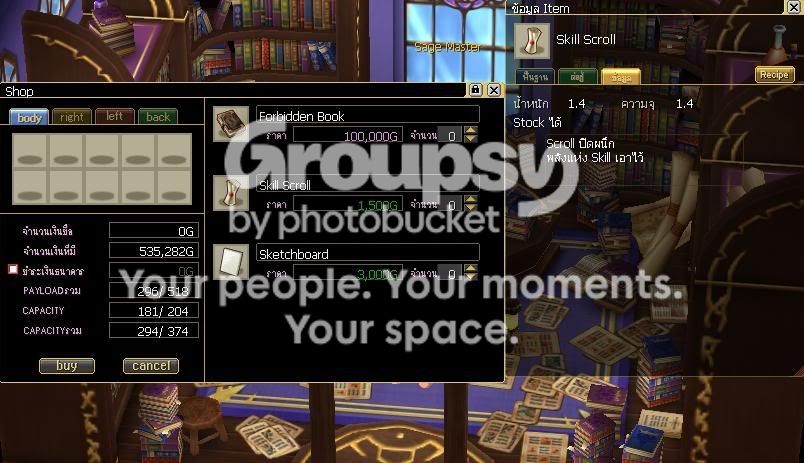 ข้อมูล Item
Skill Scroll
Sage Master
พื้นฐาน
ต่อสู้
ข้อมูล
Recipe
น้ำหนัก 1.4 ความจุ 1.4
Stock ได้
Scroll ปิดผนึก
พลังแห่ง Skill เอาไว้
Shop
body right left back
Forbidden Book
ราคา 100,000G จำนวน 0
Skill Scroll
ราคา 1,500G จำนวน 0
Sketchboard
ราคา 3,000G จำนวน 0
จำนวนเงินซื้อ 0G
จำนวนเงินที่มี 535,282G
ชำระเงินธนาคาร 0G
PAYLOADรวม 296/ 518
CAPACITY 181/ 204
CAPACITYรวม 294/ 374
buy cancel
Groupsy
by photobucket
Your people. Your moments.
Your space.